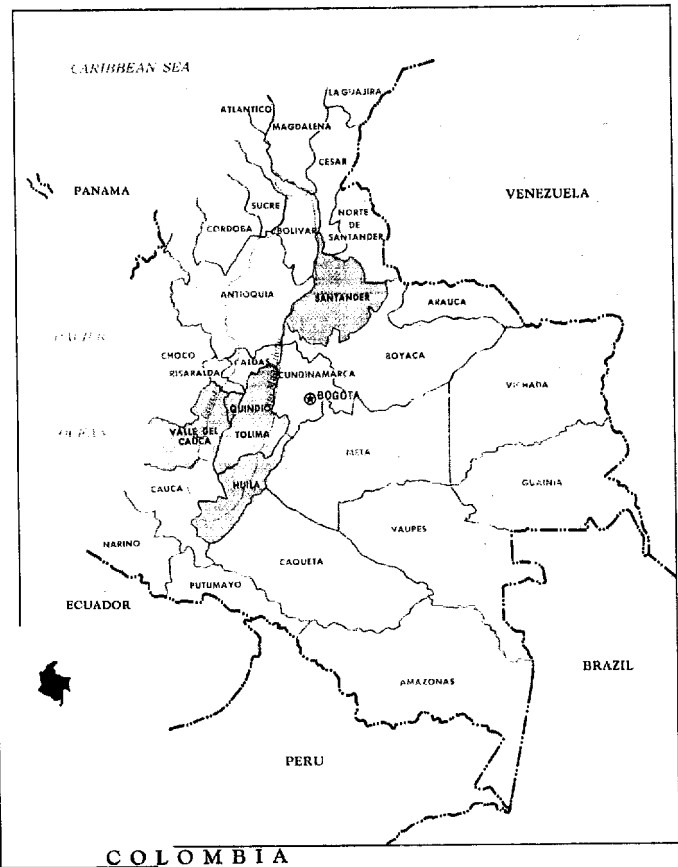 CARIBBEAN SEA
LA GUAJIRA
ATLANTICO
MAGDALENA
CESAR
PANAMA
VENEZUELA
SUCRE
NORTE
DE
SANTANDER
CORDOBA
BOLIVAR
ANTIOQUIA
SANTANDER
ARAUCA
CHOCO
BOYACA
CALDAS
RISARALDA
CUNDINAMARCA
VICHADA
BOGOTA
QUINDIO
VALLE DEL
CAUCA
TOLIMA
OCEAN
META
HUILA
GUAINIA
CAUCA
VAUPES
NARINO
CAQUETA
PUTUMAYO
ECUADOR
BRAZIL
AMAZONAS
PERU
COLOMBIA